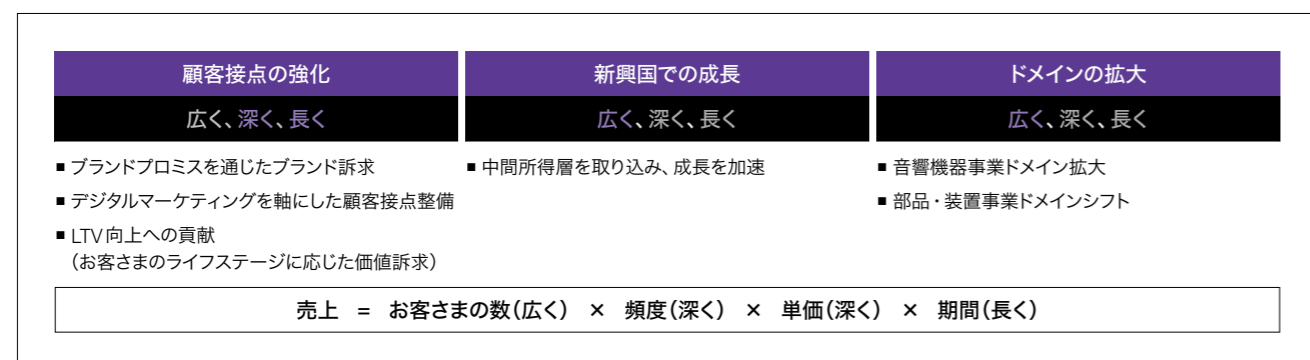 顧客接点の強化
広く、深く、長く
■ ブランドプロミスを通じたブランド訴求
■ デジタルマーケティングを軸にした顧客接点整備
■ LTV向上への貢献
（お客さまのライフステージに応じた価値訴求）
新興国での成長
広く、深く、長く
■ 中間所得層を取り込み、成長を加速
ドメインの拡大
広く、深く、長く
■ 音響機器事業ドメイン拡大
■ 部品・装置事業ドメインシフト
売上 = お客さまの数（広く） × 頻度（深く） × 単価（深く） × 期間（長く）